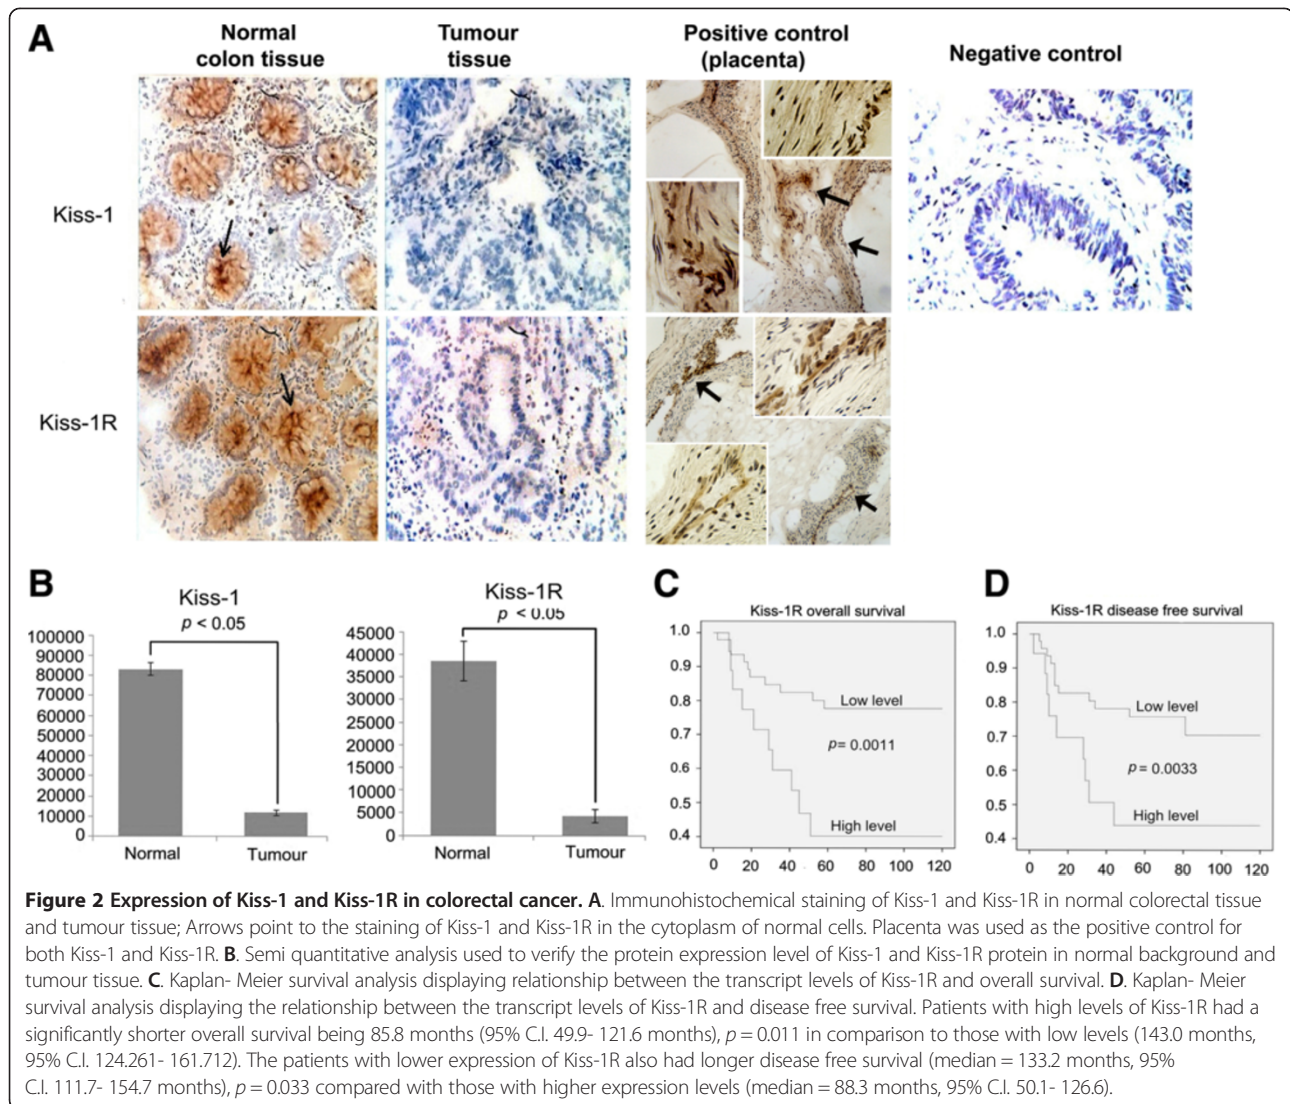 A
Normal
colon tissue
Tumour
tissue
Positive control
(placenta)
Negative control
Kiss-1
Kiss-1R
B
Kiss-1
p < 0.05
100000
90000
80000
70000
60000
50000
40000
30000
20000
10000
0
Normal
Tumour
Kiss-1R
p < 0.05
45000
40000
35000
30000
25000
20000
15000
10000
5000
0
Normal
Tumour
C
Kiss-1R overall survival
1.0
0.9
0.8
0.7
0.6
0.5
0.4
Low level
p= 0.0011
High level
0 20 40 60 80 100 120
D
Kiss-1R disease free survival
1.0
0.9
0.8
0.7
0.6
0.5
0.4
Low level
p = 0.0033
High level
0 20 40 60 80 100 120
Figure 2 Expression of Kiss-1 and Kiss-1R in colorectal cancer. A. Immunohistochemical staining of Kiss-1 and Kiss-1R in normal colorectal tissue
and tumour tissue; Arrows point to the staining of Kiss-1 and Kiss-1R in the cytoplasm of normal cells. Placenta was used as the positive control for
both Kiss-1 and Kiss-1R. B. Semi quantitative analysis used to verify the protein expression level of Kiss-1 and Kiss-1R protein in normal background and
tumour tissue. C. Kaplan- Meier survival analysis displaying relationship between the transcript levels of Kiss-1R and overall survival. D. Kaplan- Meier
survival analysis displaying the relationship between the transcript levels of Kiss-1R and disease free survival. Patients with high levels of Kiss-1R had a
significantly shorter overall survival being 85.8 months (95% C.I. 49.9- 121.6 months), p = 0.011 in comparison to those with low levels (143.0 months,
95% C.I. 124.261- 161.712). The patients with lower expression of Kiss-1R also had longer disease free survival (median = 133.2 months, 95%
C.I. 111.7- 154.7 months), p = 0.033 compared with those with higher expression levels (median = 88.3 months, 95% C.I. 50.1- 126.6).